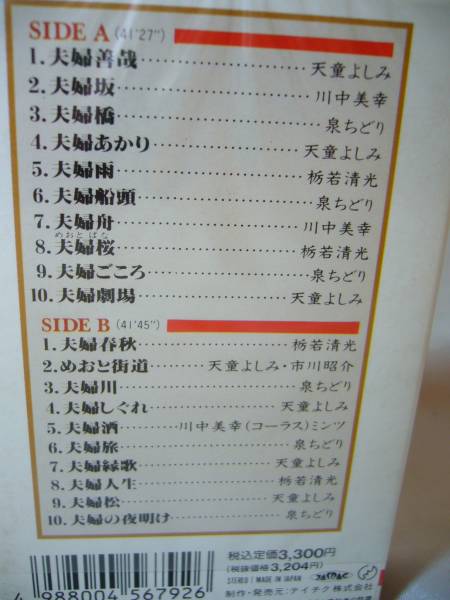 SIDE A (41'27")
1. 夫婦善哉……………………天童よしみ
2. 夫婦坂……………………川中美幸
3. 夫婦橋……………………泉ちどり
4. 夫婦あかり………………天童よしみ
5. 夫婦雨……………………栃若清光
6. 夫婦船頭…………………泉ちどり
7. 夫婦舟……………………川中美幸
めおとばな
8. 夫婦桜……………………栃若清光
9. 夫婦ごころ………………泉ちどり
10. 夫婦劇場…………………天童よしみ
SIDE B (41'45")
1. 夫婦春秋…………………栃若清光
2. めおと街道………天童よしみ・市川昭介
3. 夫婦川……………………泉ちどり
4. 夫婦しぐれ………………天童よしみ
5. 夫婦酒………川中美幸(コーラス)ミンツ
6. 夫婦旅……………………泉ちどり
7. 夫婦縁歌…………………天童よしみ
8. 夫婦人生…………………栃若清光
9. 夫婦松……………………天童よしみ
10. 夫婦の夜明け……………泉ちどり
税込定価3,300円
(税抜価格3,204円)
STEREO MADE IN JAPAN JASRAC
制作・発売元:テイチク株式会社
4 988004 567926